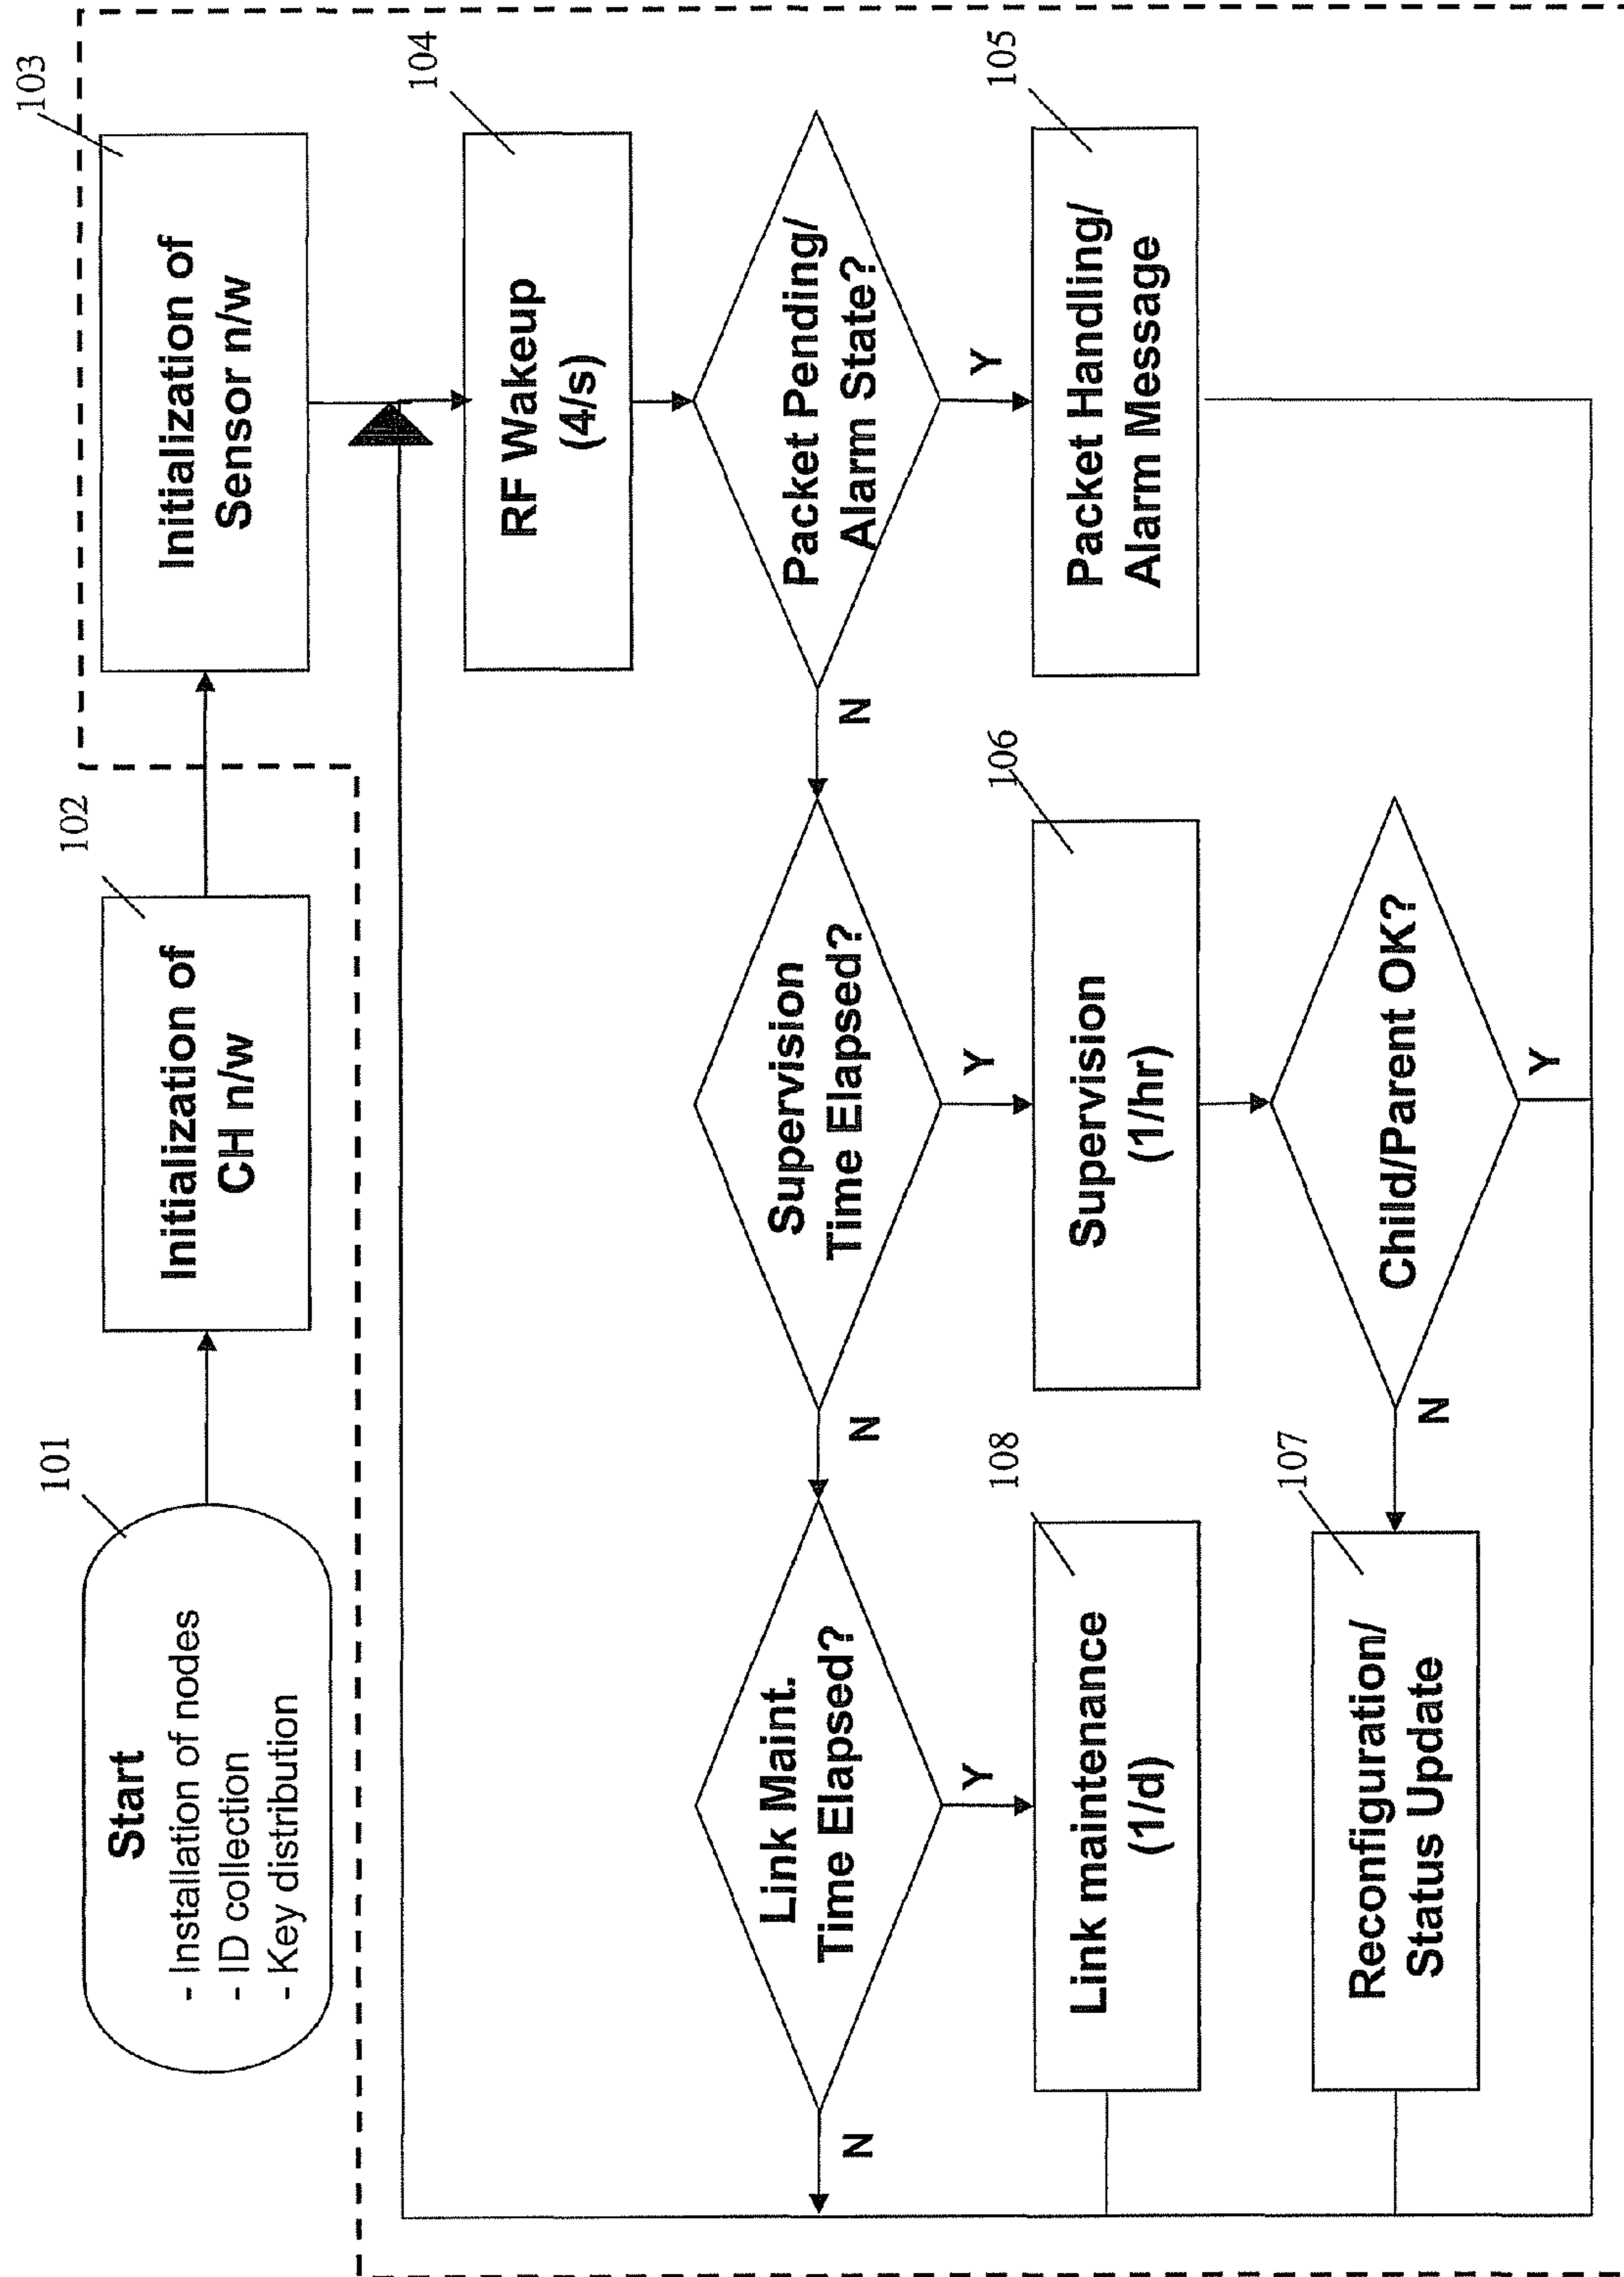 101
Start
- Installation of nodes
- ID collection
- Key distribution
102
Initialization of
CH n/w
103
Initialization of
Sensor n/w
104
RF Wakeup
(4/s)
Packet Pending/
Alarm State?
N
Y
105
Packet Handling/
Alarm Message
Supervision
Time Elapsed?
N
Y
106
Supervision
(1/hr)
Child/Parent OK?
N
Y
Link Maint.
Time Elapsed?
N
Y
108
Link maintenance
(1/d)
107
Reconfiguration/
Status Update